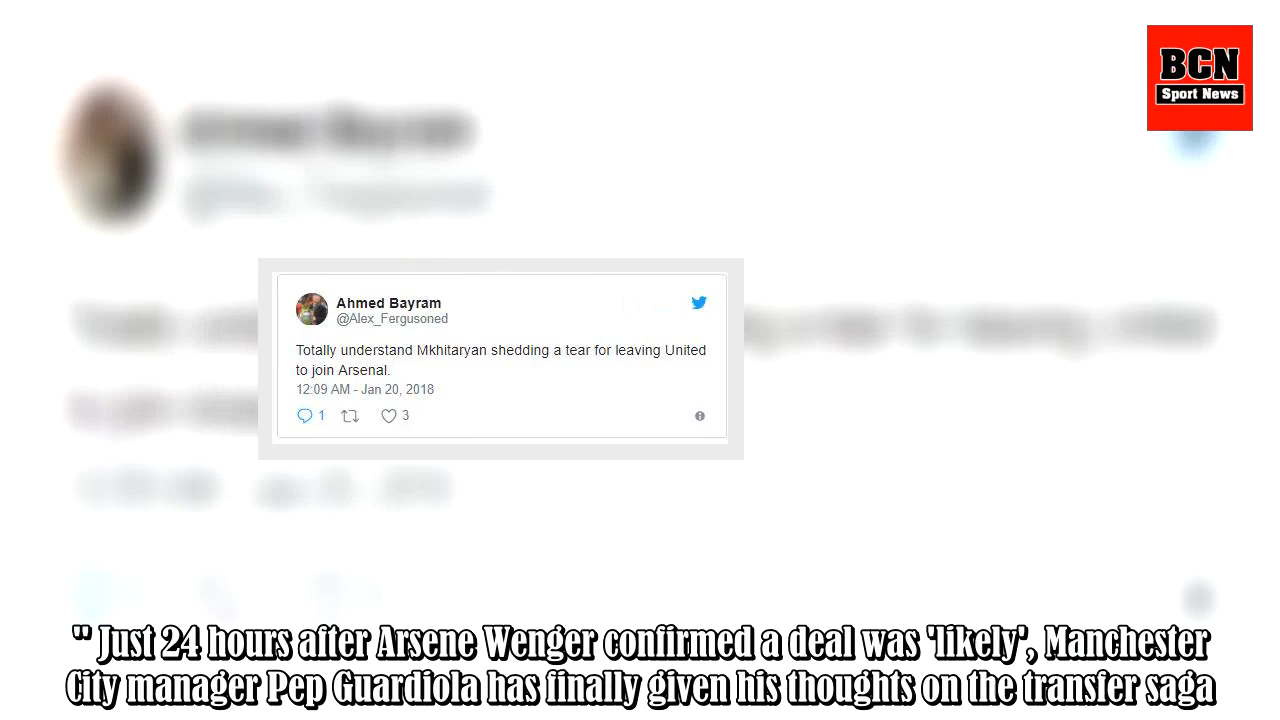 BCN
Sport News
Ahmed Bayram
@Alex_Fergusoned
Totally understand Mkhitaryan shedding a tear for leaving United
to join Arsenal.
12:09 AM - Jan 20, 2018
1 3
" Just 24 hours after Arsene Wenger confirmed a deal was 'likely', Manchester
City manager Pep Guardiola has finally given his thoughts on the transfer saga